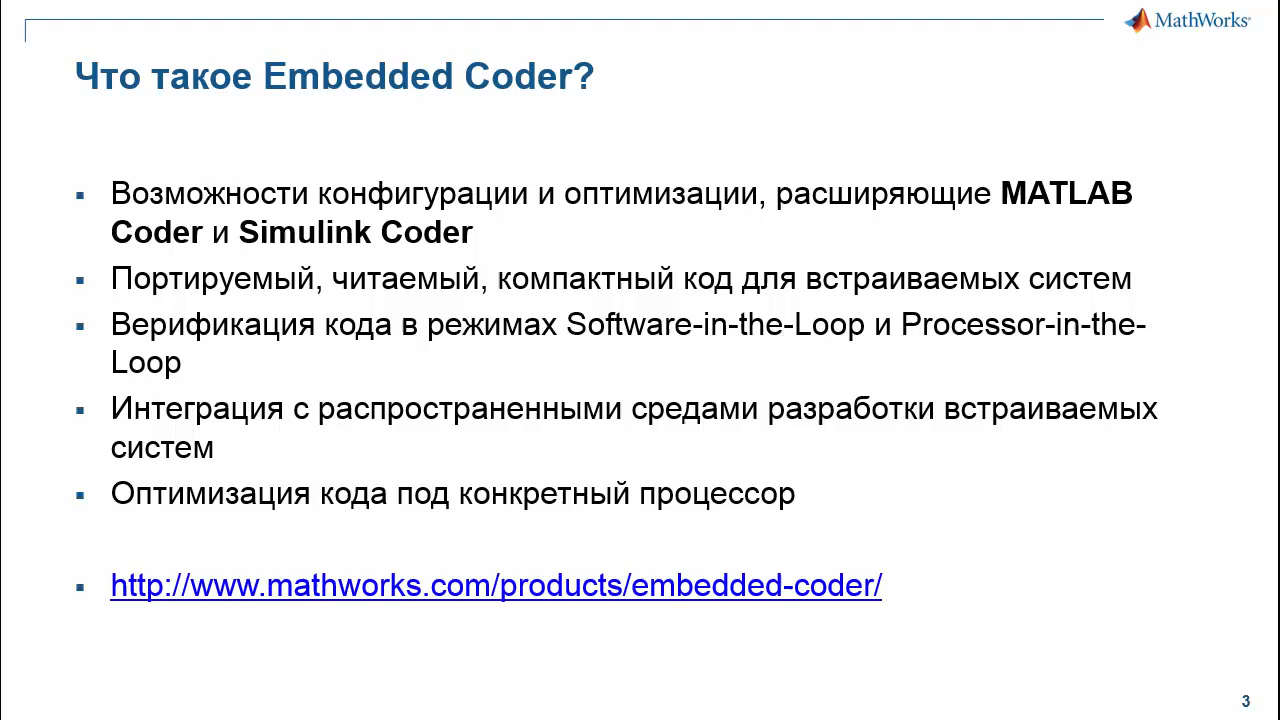 MathWorks®
Что такое Embedded Coder?
Возможности конфигурации и оптимизации, расширяющие MATLAB
Coder и Simulink Coder
Портируемый, читаемый, компактный код для встраиваемых систем
Верификация кода в режимах Software-in-the-Loop и Processor-in-the-
Loop
Интеграция с распространенными средами разработки встраиваемых
систем
Оптимизация кода под конкретный процессор
http://www.mathworks.com/products/embedded-coder/
3